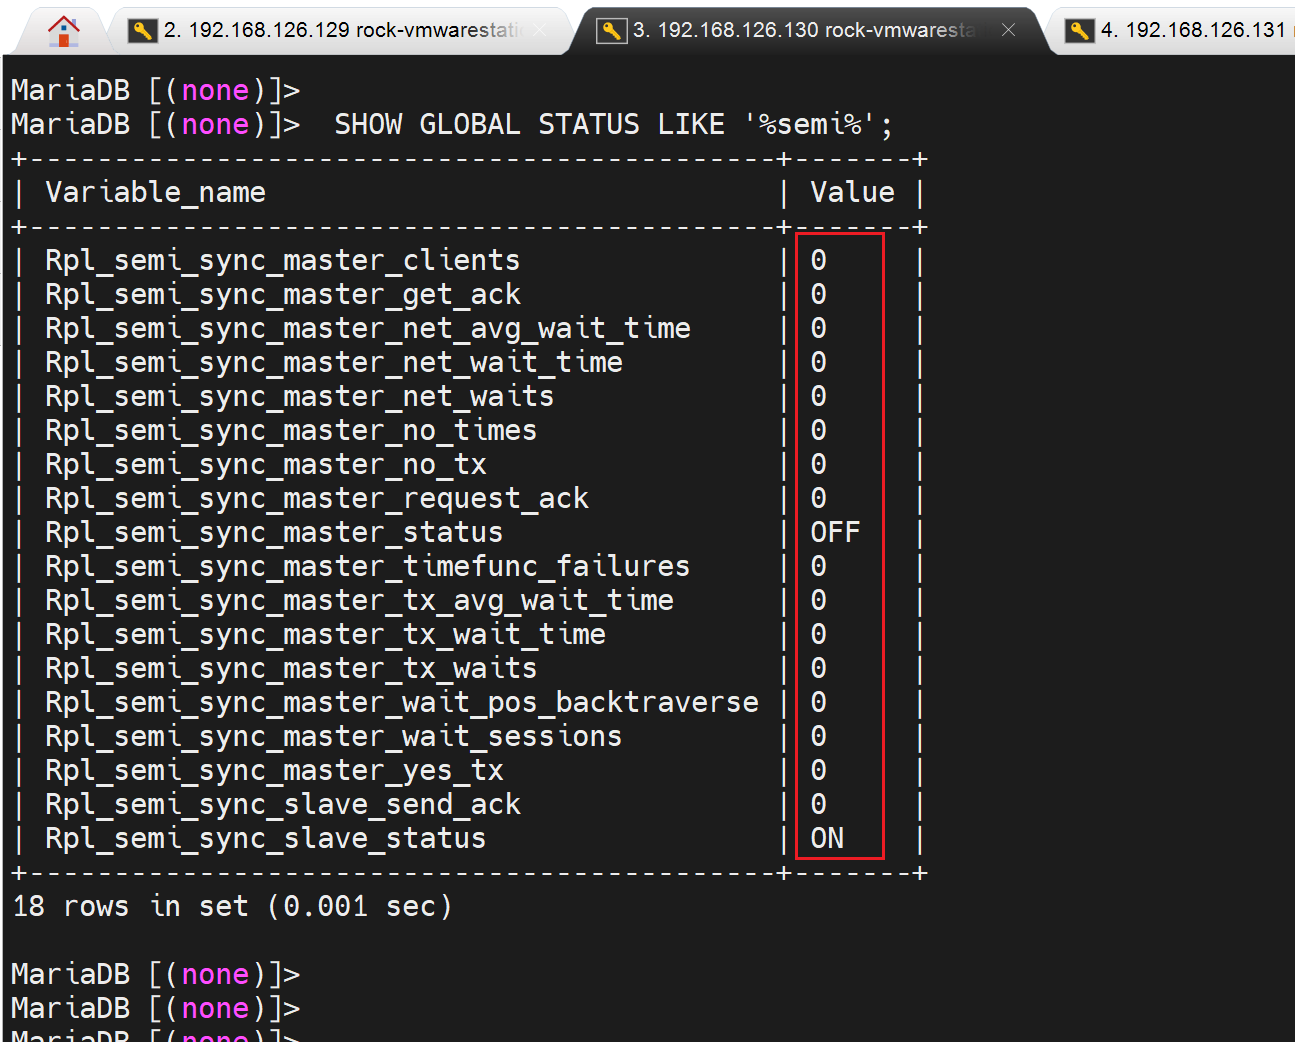 2. 192.168.126.129 rock-vmwarestati
3. 192.168.126.130 rock-vmwaresta
4. 192.168.126.131
MariaDB [(none)]>
MariaDB [(none)]>  SHOW GLOBAL STATUS LIKE '%semi%';
+--------------------------------------------+-------+
| Variable_name                              | Value |
+--------------------------------------------+-------+
| Rpl_semi_sync_master_clients               | 0     |
| Rpl_semi_sync_master_get_ack               | 0     |
| Rpl_semi_sync_master_net_avg_wait_time     | 0     |
| Rpl_semi_sync_master_net_wait_time         | 0     |
| Rpl_semi_sync_master_net_waits             | 0     |
| Rpl_semi_sync_master_no_times              | 0     |
| Rpl_semi_sync_master_no_tx                 | 0     |
| Rpl_semi_sync_master_request_ack           | 0     |
| Rpl_semi_sync_master_status                | OFF   |
| Rpl_semi_sync_master_timefunc_failures     | 0     |
| Rpl_semi_sync_master_tx_avg_wait_time      | 0     |
| Rpl_semi_sync_master_tx_wait_time          | 0     |
| Rpl_semi_sync_master_tx_waits              | 0     |
| Rpl_semi_sync_master_wait_pos_backtraverse | 0     |
| Rpl_semi_sync_master_wait_sessions         | 0     |
| Rpl_semi_sync_master_yes_tx                | 0     |
| Rpl_semi_sync_slave_send_ack               | 0     |
| Rpl_semi_sync_slave_status                 | ON    |
+--------------------------------------------+-------+
18 rows in set (0.001 sec)
MariaDB [(none)]>
MariaDB [(none)]>
MariaDB [(none)]>